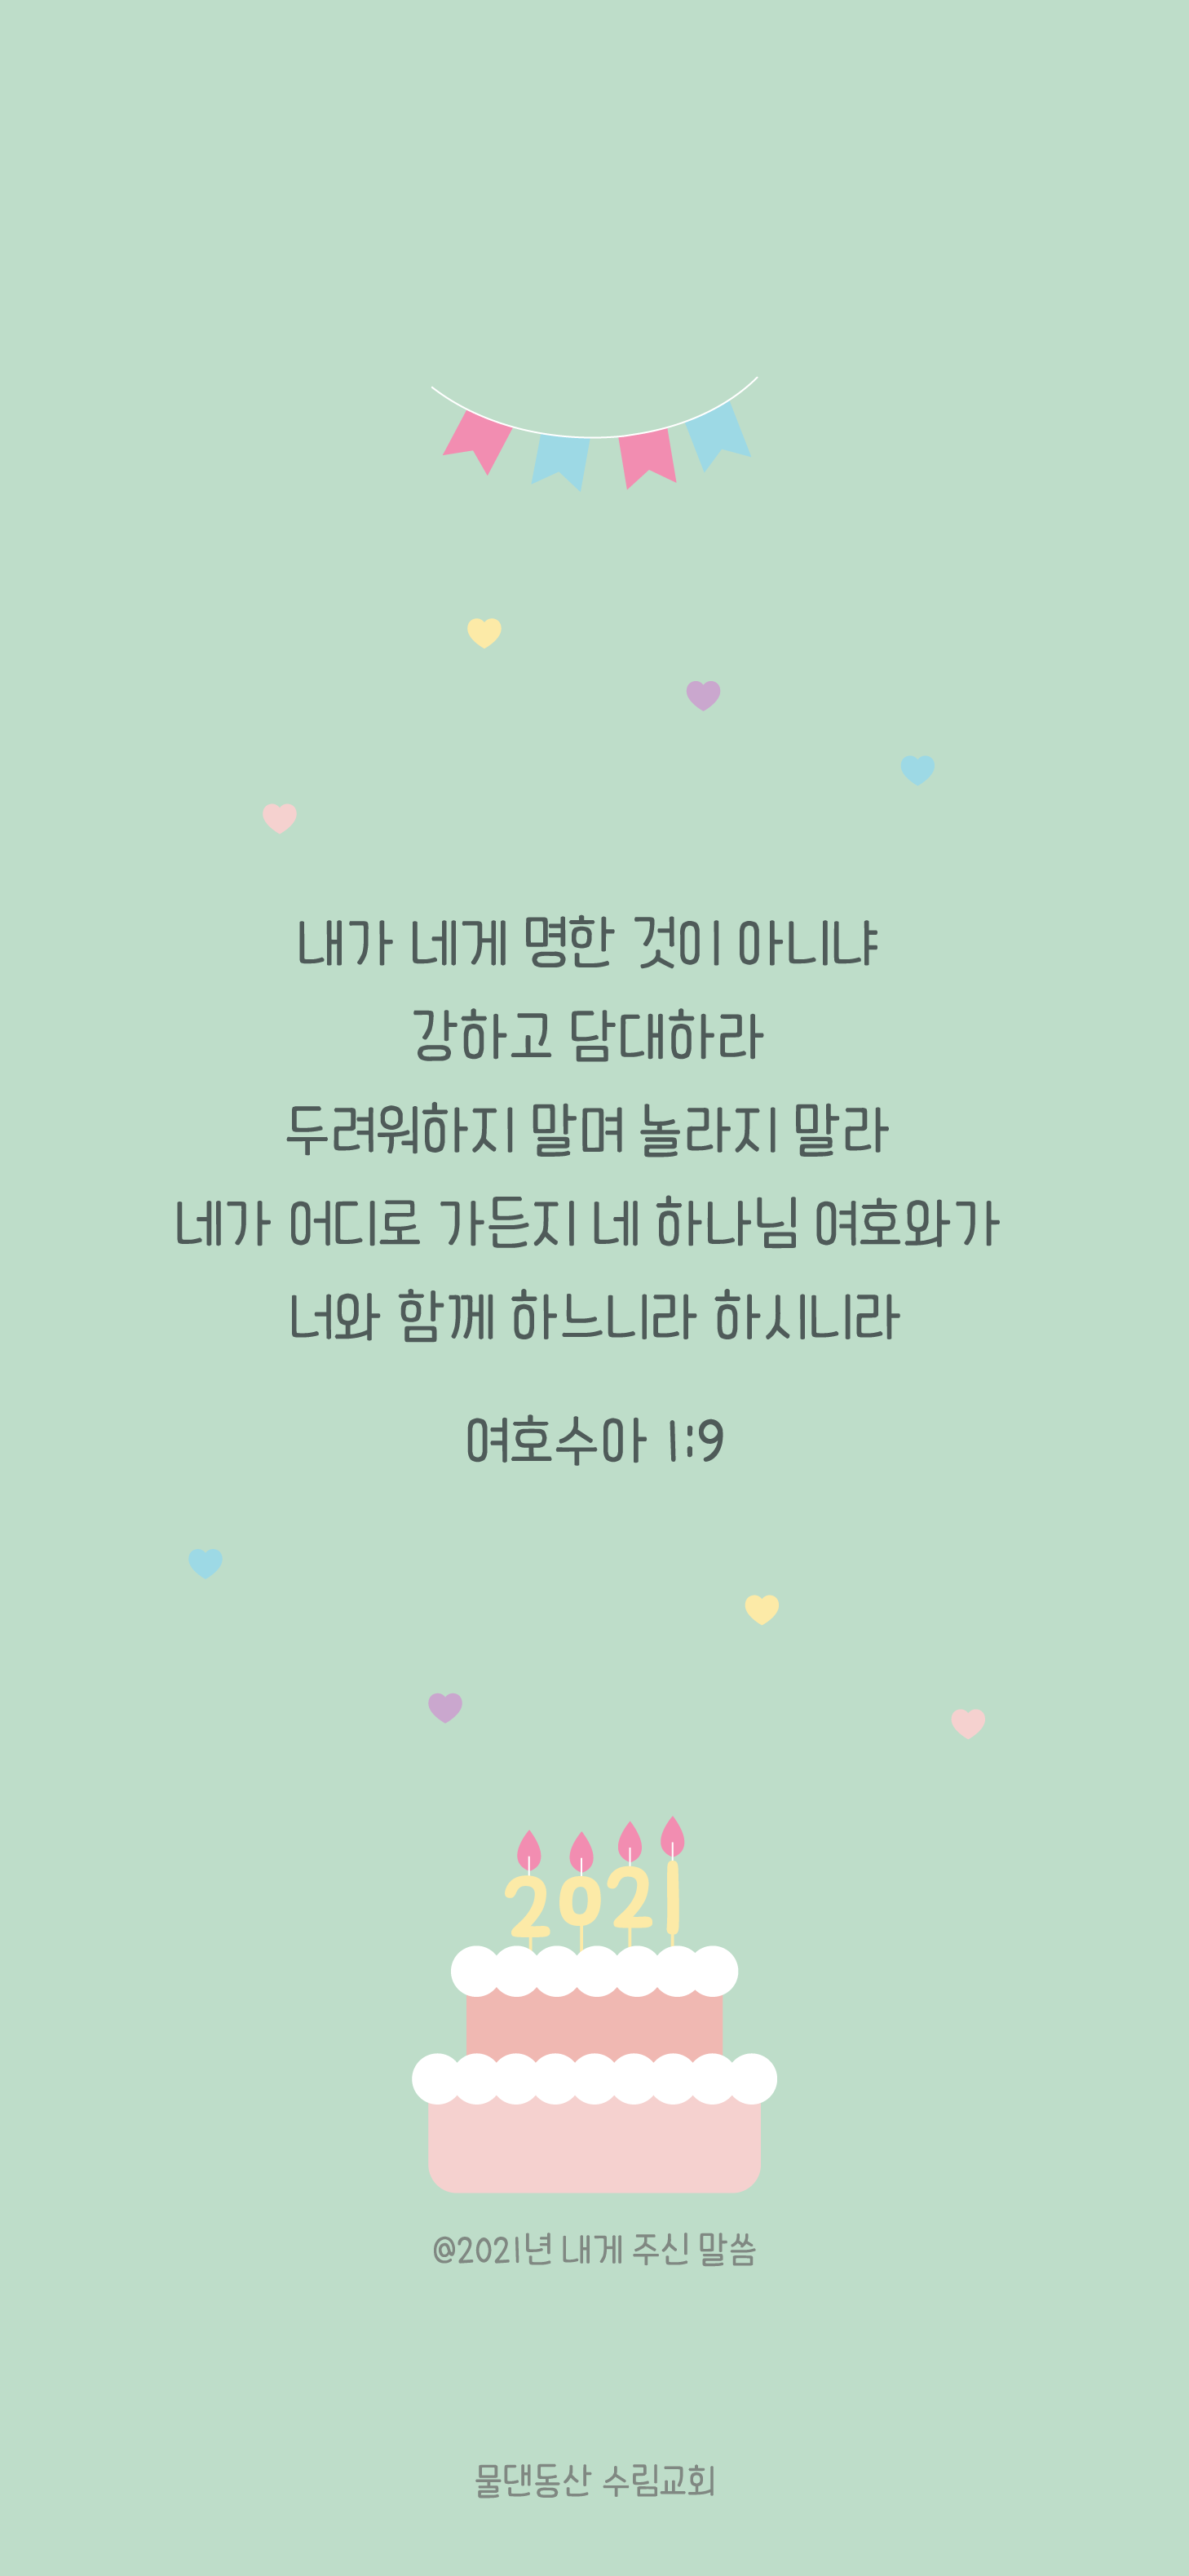 내가 네게 명한 것이 아니냐
강하고 담대하라
두려워하지 말며 놀라지 말라
네가 어디로 가든지 네 하나님 여호와가
너와 함께 하느니라 하시니라
여호수아 1:9
2021
@2021년 내게 주신 말씀
물댄동산 수림교회